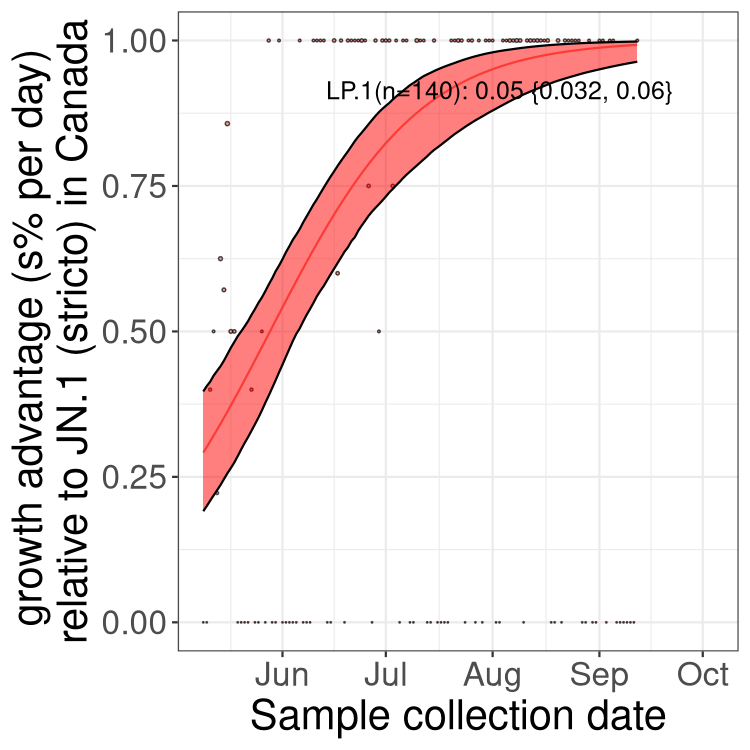 growth advantage (s% per day)
relative to JN.1 (stricto) in Canada
1.00
0.75
0.50
0.25
0.00
LP.1(n=140): 0.05 {0.032, 0.06}
Jun Jul Aug Sep Oct
Sample collection date